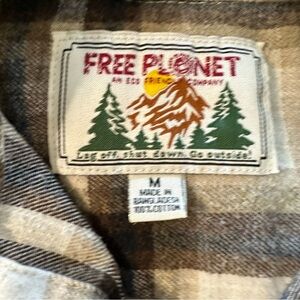 FREE PLANET
AN ECO FRIENDLY COMPANY
Log off, shut down, Go outside!
M
MADE IN
BANGLADESH
100% COTTON